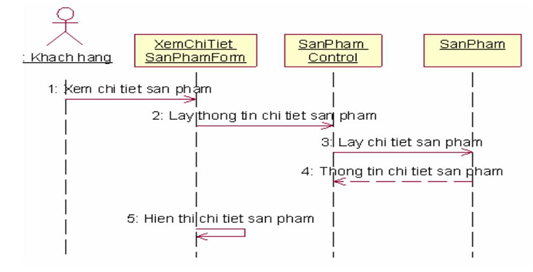 : Khach hang
XemChiTiet
SanPhamForm
SanPham
Control
SanPham
1: Xem chi tiet san pham
2: Lay thong tin chi tiet san pham
3: Lay chi tiet san pham
4: Thong tin chi tiet san pham
5: Hien thi chi tiet san pham